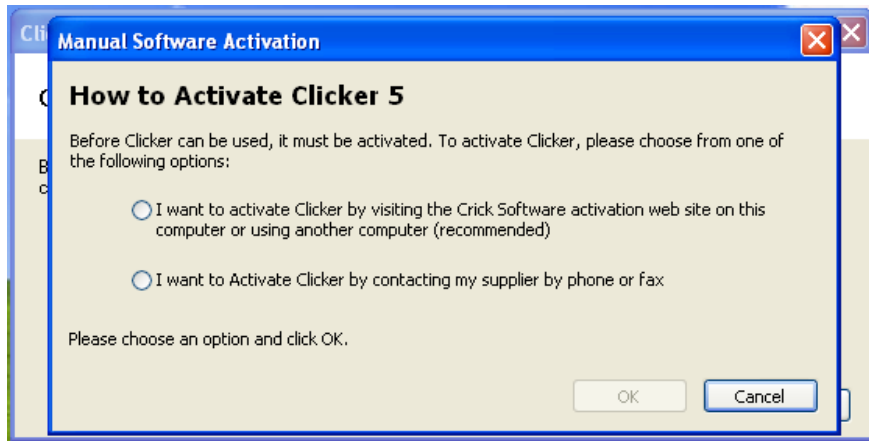 Cli
Manual Software Activation
How to Activate Clicker 5
Before Clicker can be used, it must be activated. To activate Clicker, please choose from one of
the following options:
I want to activate Clicker by visiting the Crick Software activation web site on this
computer or using another computer (recommended)
I want to Activate Clicker by contacting my supplier by phone or fax
Please choose an option and click OK.
OK
Cancel